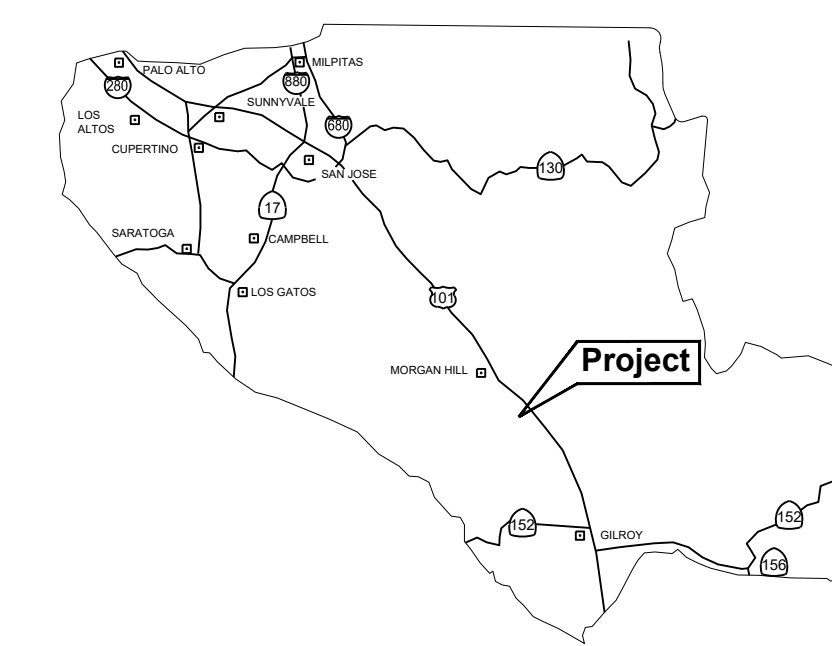 MILPITAS
PALO ALTO
280
880
SUNNYVALE
LOS
ALTOS
680
CUPERTINO
130
SAN JOSE
17
SARATOGA
CAMPBELL
LOS GATOS
101
Project
MORGAN HILL
152
152
GILROY
156